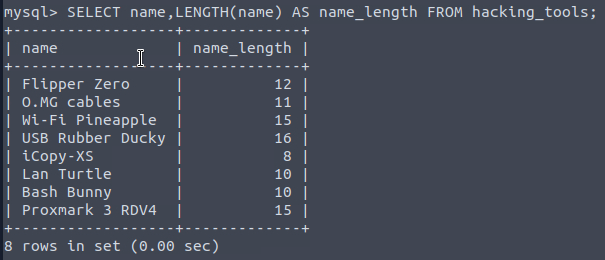 mysql> SELECT name,LENGTH(name) AS name_length FROM hacking_tools;
+------------------+-------------+
| name             | name_length |
+------------------+-------------+
| Flipper Zero     |          12 |
| O.MG cables      |          11 |
| Wi-Fi Pineapple  |          15 |
| USB Rubber Ducky |          16 |
| iCopy-XS         |           8 |
| Lan Turtle       |          10 |
| Bash Bunny       |          10 |
| Proxmark 3 RDV4  |          15 |
+------------------+-------------+
8 rows in set (0.00 sec)